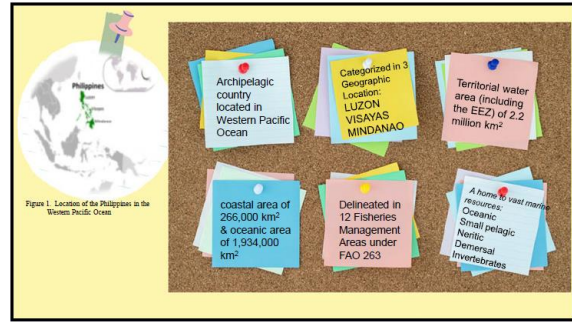 Philippines
Luzon
Visayas
Mindanao
Figure 1. Location of the Philippines in the
Western Pacific Ocean
Archipelagic
country
located in
Western Pacific
Ocean
Categorized in 3
Geographic
Location:
LUZON
VISAYAS
MINDANAO
Territorial water
area (including
the EEZ) of 2.2
million km²
coastal area of
266,000 km²
& oceanic area
of 1,934,000
km²
Delineated in
12 Fisheries
Management
Areas under
FAO 263
A home to vast marine
resources:
Oceanic
Small pelagic
Neritic
Demersal
Invertebrates